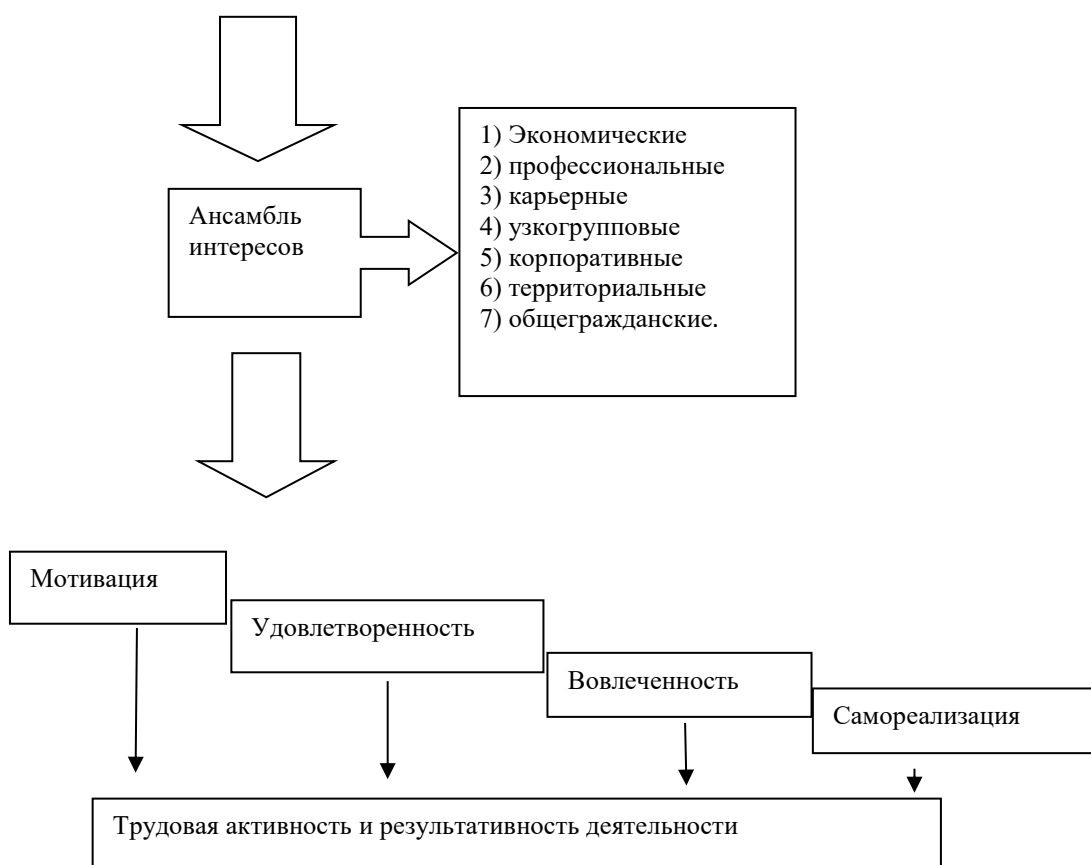 1) Экономические
2) профессиональные
3) карьерные
4) узкогрупповые
5) корпоративные
6) территориальные
7) общегражданские.
Ансамбль
интересов
Мотивация
Удовлетворенность
Вовлеченность
Самореализация
Трудовая активность и результативность деятельности